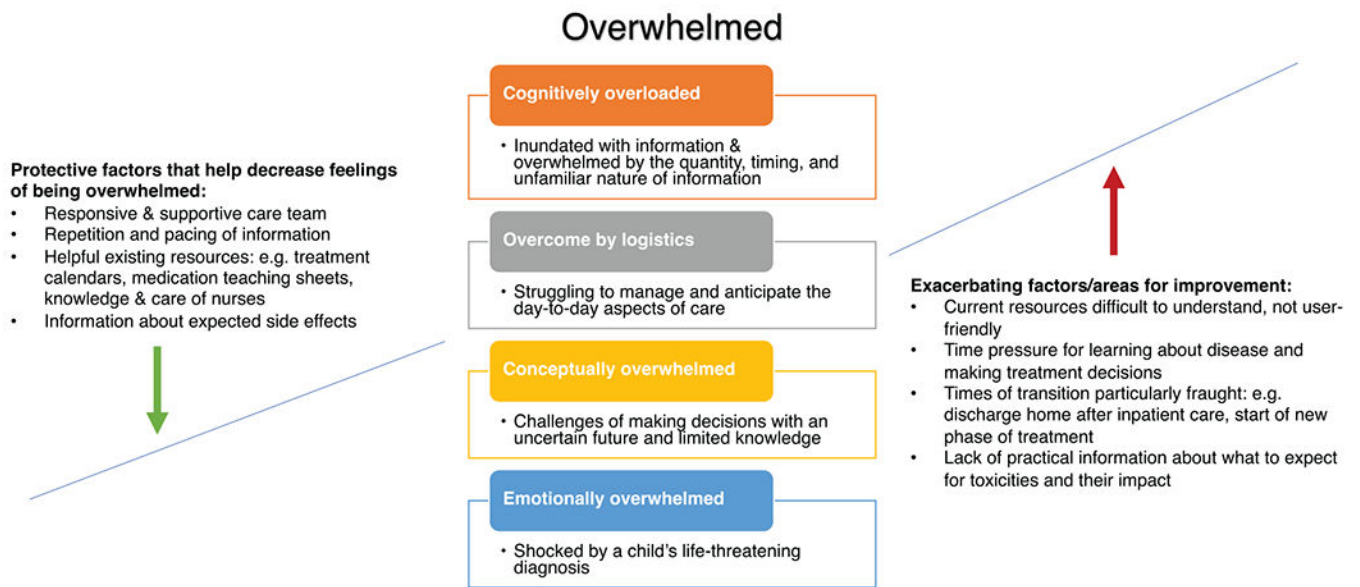 Overwhelmed
Protective factors that help decrease feelings
of being overwhelmed:
• Responsive & supportive care team
• Repetition and pacing of information
• Helpful existing resources: e.g. treatment
calendars, medication teaching sheets,
knowledge & care of nurses
• Information about expected side effects
Cognitively overloaded
• Inundated with information &
overwhelmed by the quantity, timing, and
unfamiliar nature of information
Overcome by logistics
• Struggling to manage and anticipate the
day-to-day aspects of care
Conceptually overwhelmed
• Challenges of making decisions with an
uncertain future and limited knowledge
Emotionally overwhelmed
• Shocked by a child's life-threatening
diagnosis
Exacerbating factors/areas for improvement:
• Current resources difficult to understand, not user-
friendly
• Time pressure for learning about disease and
making treatment decisions
• Times of transition particularly fraught: e.g.
discharge home after inpatient care, start of new
phase of treatment
• Lack of practical information about what to expect
for toxicities and their impact